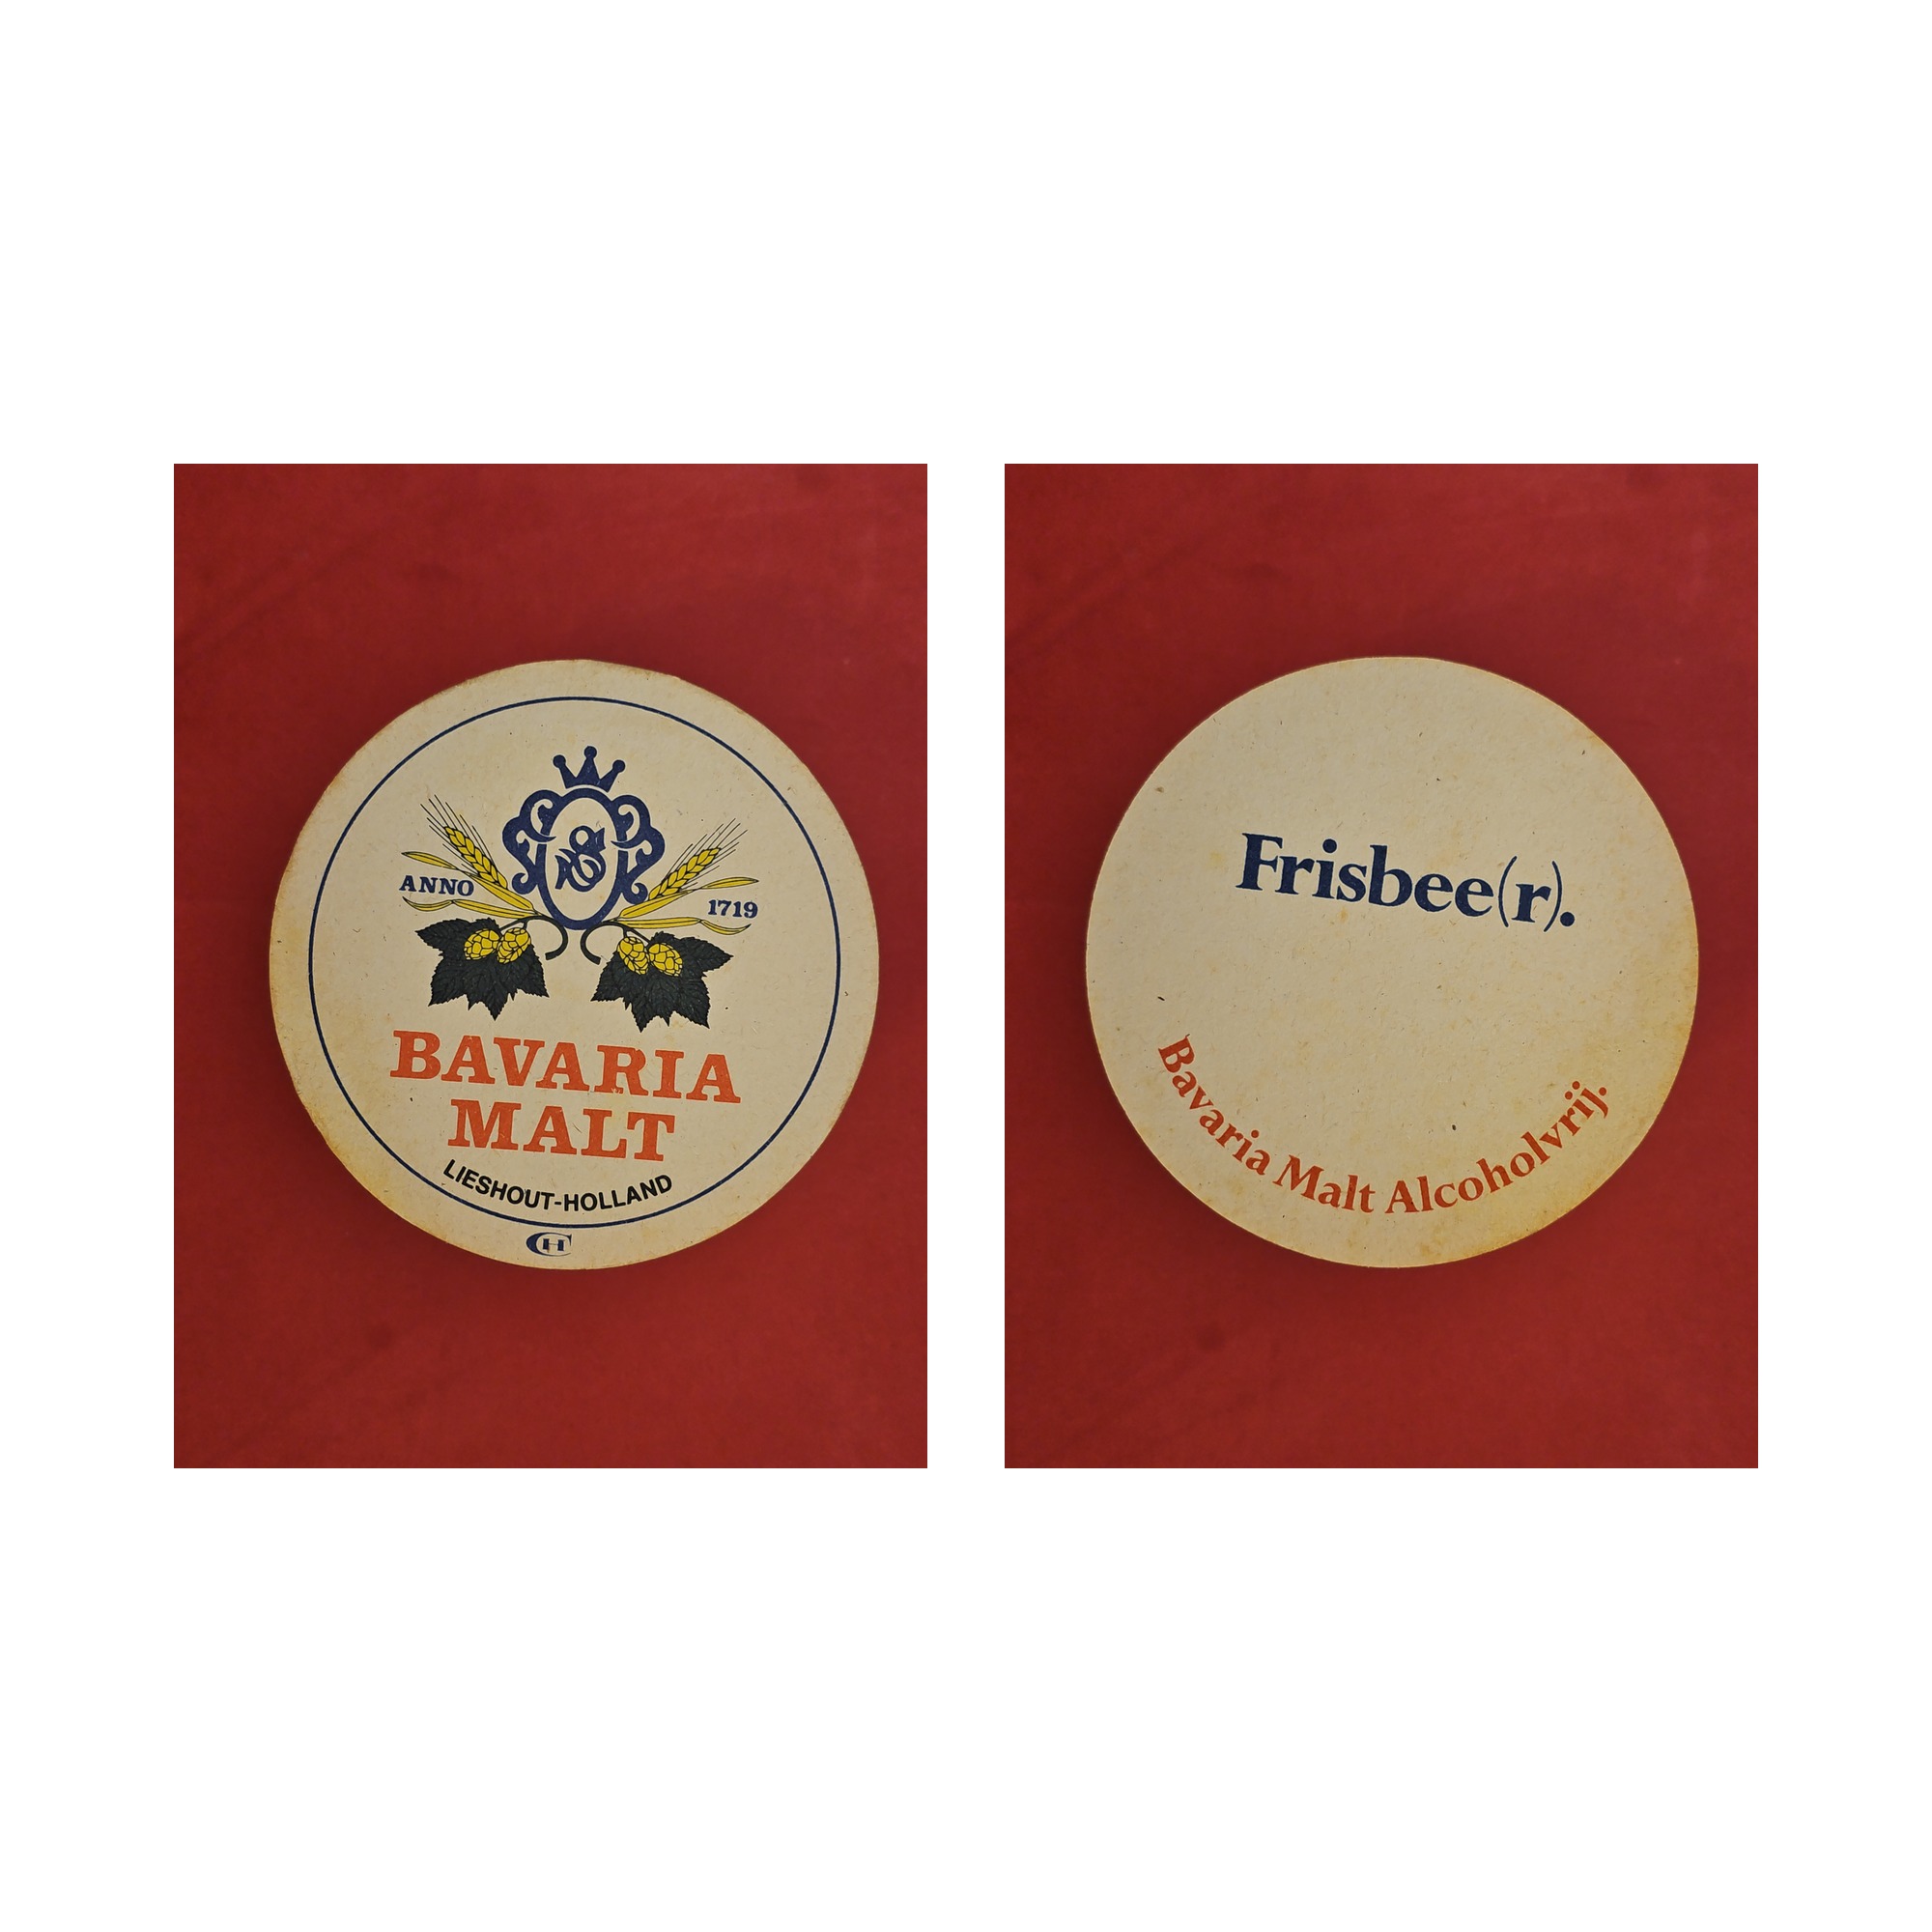 ANNO
1719
BAVARIA
MALT
LIESHOUT-HOLLAND
Frisbee(r).
Bavaria Malt Alcoholvrij.